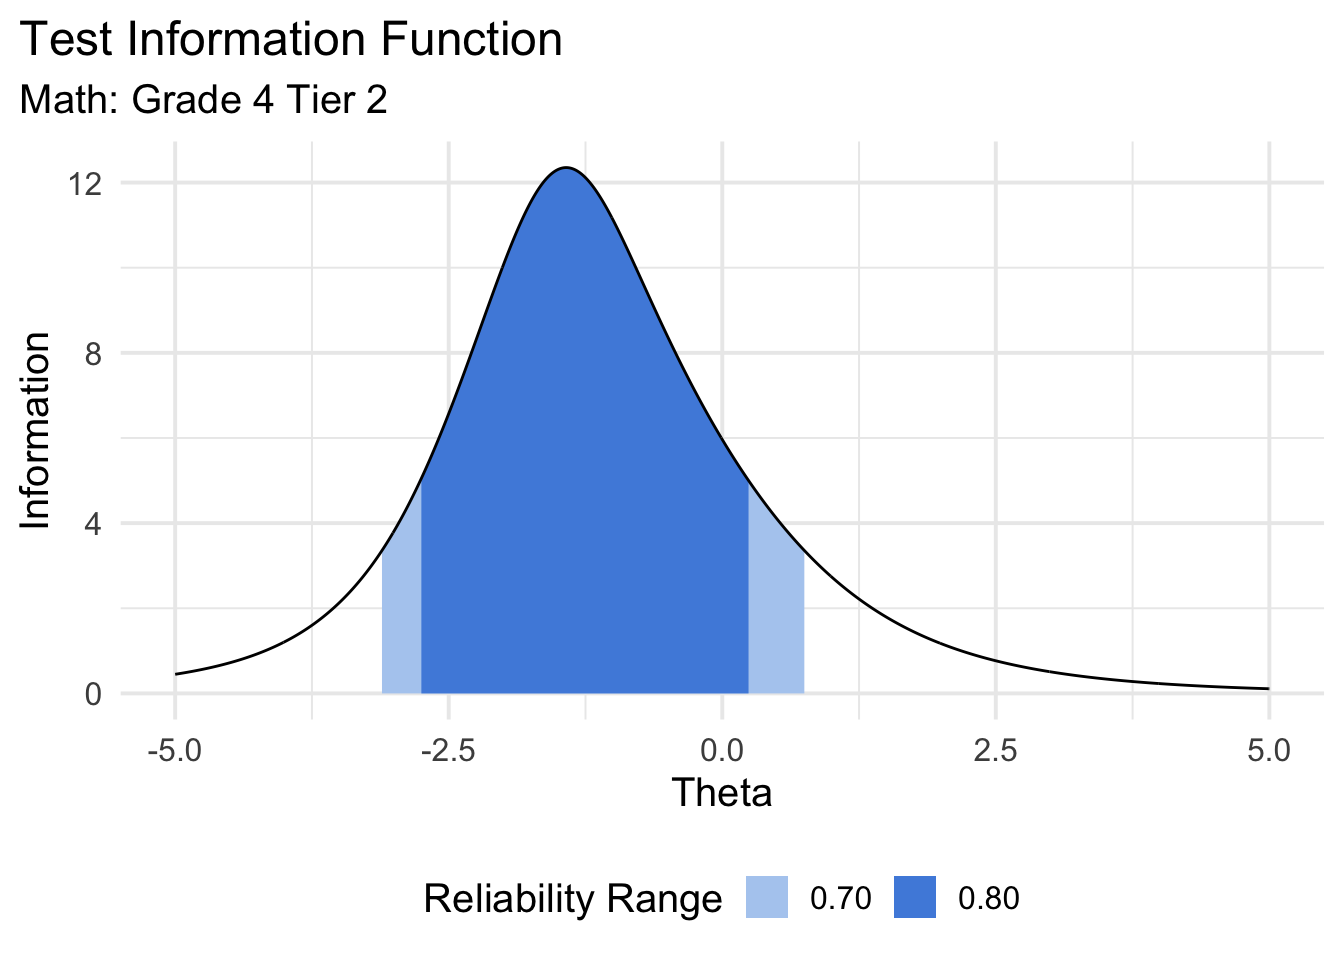 Test Information Function
Math: Grade 4 Tier 2
Information
12
8
4
0
-5.0 -2.5 0.0 2.5 5.0
Theta
Reliability Range 0.70 0.80